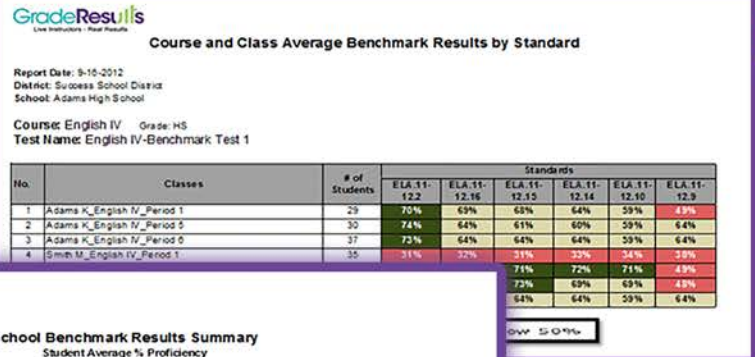 GradeResults
Live Instructors - Real Results
Course and Class Average Benchmark Results by Standard
Report Date: 9-16-2012
District: Success School District
School: Adams High School
Course: English IV Grade: HS
Test Name: English IV-Benchmark Test 1
No. Classes # of Students Standards
ELA.11-12.2 ELA.11-12.16 ELA.11-12.15 ELA.11-12.14 ELA.11-12.10 ELA.11-12.9
1 Adams K_English IV_Period 1 29 70% 69% 68% 64% 59% 49%
2 Adams K_English IV_Period 5 30 74% 64% 61% 60% 59% 64%
3 Adams K_English IV_Period 6 37 73% 64% 64% 64% 59% 64%
4 Smith M_English IV_Period 1 35 31% 32% 31% 33% 34% 38%
71% 72% 71% 49%
73% 69% 69% 48%
64% 64% 59% 64%
ow 50%
chool Benchmark Results Summary
Student Average % Proficiency